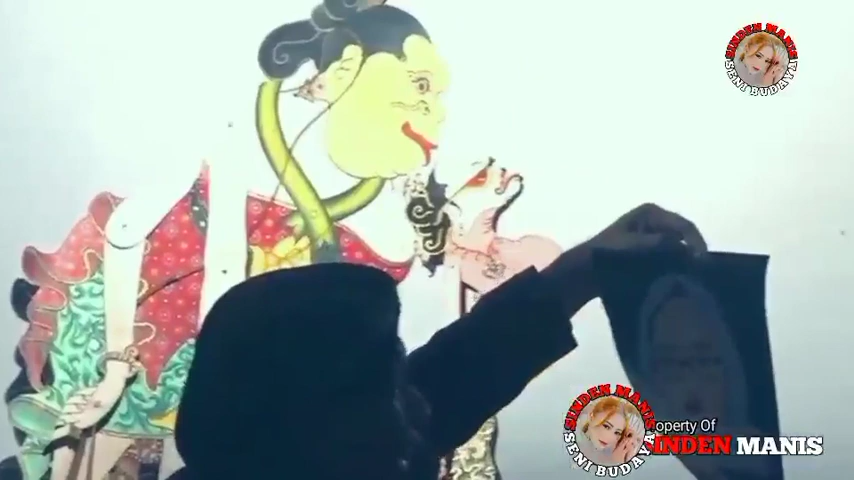 SINDEN MANIS
SENI BUDAYA
SINDEN MANIS
SENI BUDAYA
operty Of
INDEN MANIS